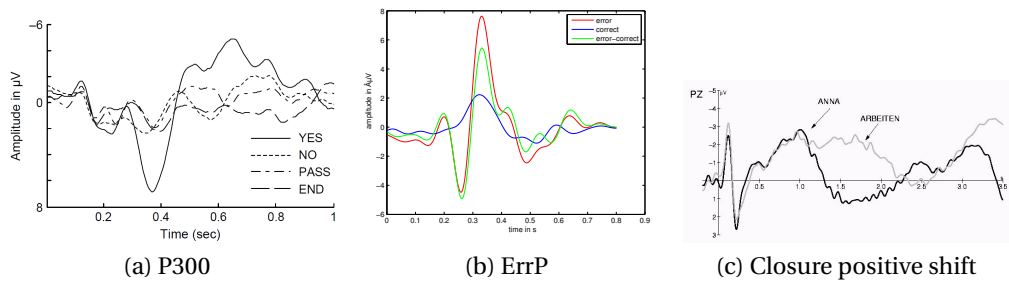 -6
0
8
Amplitude in µV
0.2 0.4 0.6 0.8 1
Time (sec)
YES
NO
PASS
END
(a) P300
8
6
4
2
0
-2
-4
-6
amplitude in ÂµV
0 0.1 0.2 0.3 0.4 0.5 0.6 0.7 0.8 0.9
time in s
error
correct
error-correct
(b) ErrP
PZ
-5 µV
-4
-3
-2
-1
1
2
3
0.5 1.0 1.5 2.0 2.5 3.0 3.5
ANNA
ARBEITEN
(c) Closure positive shift